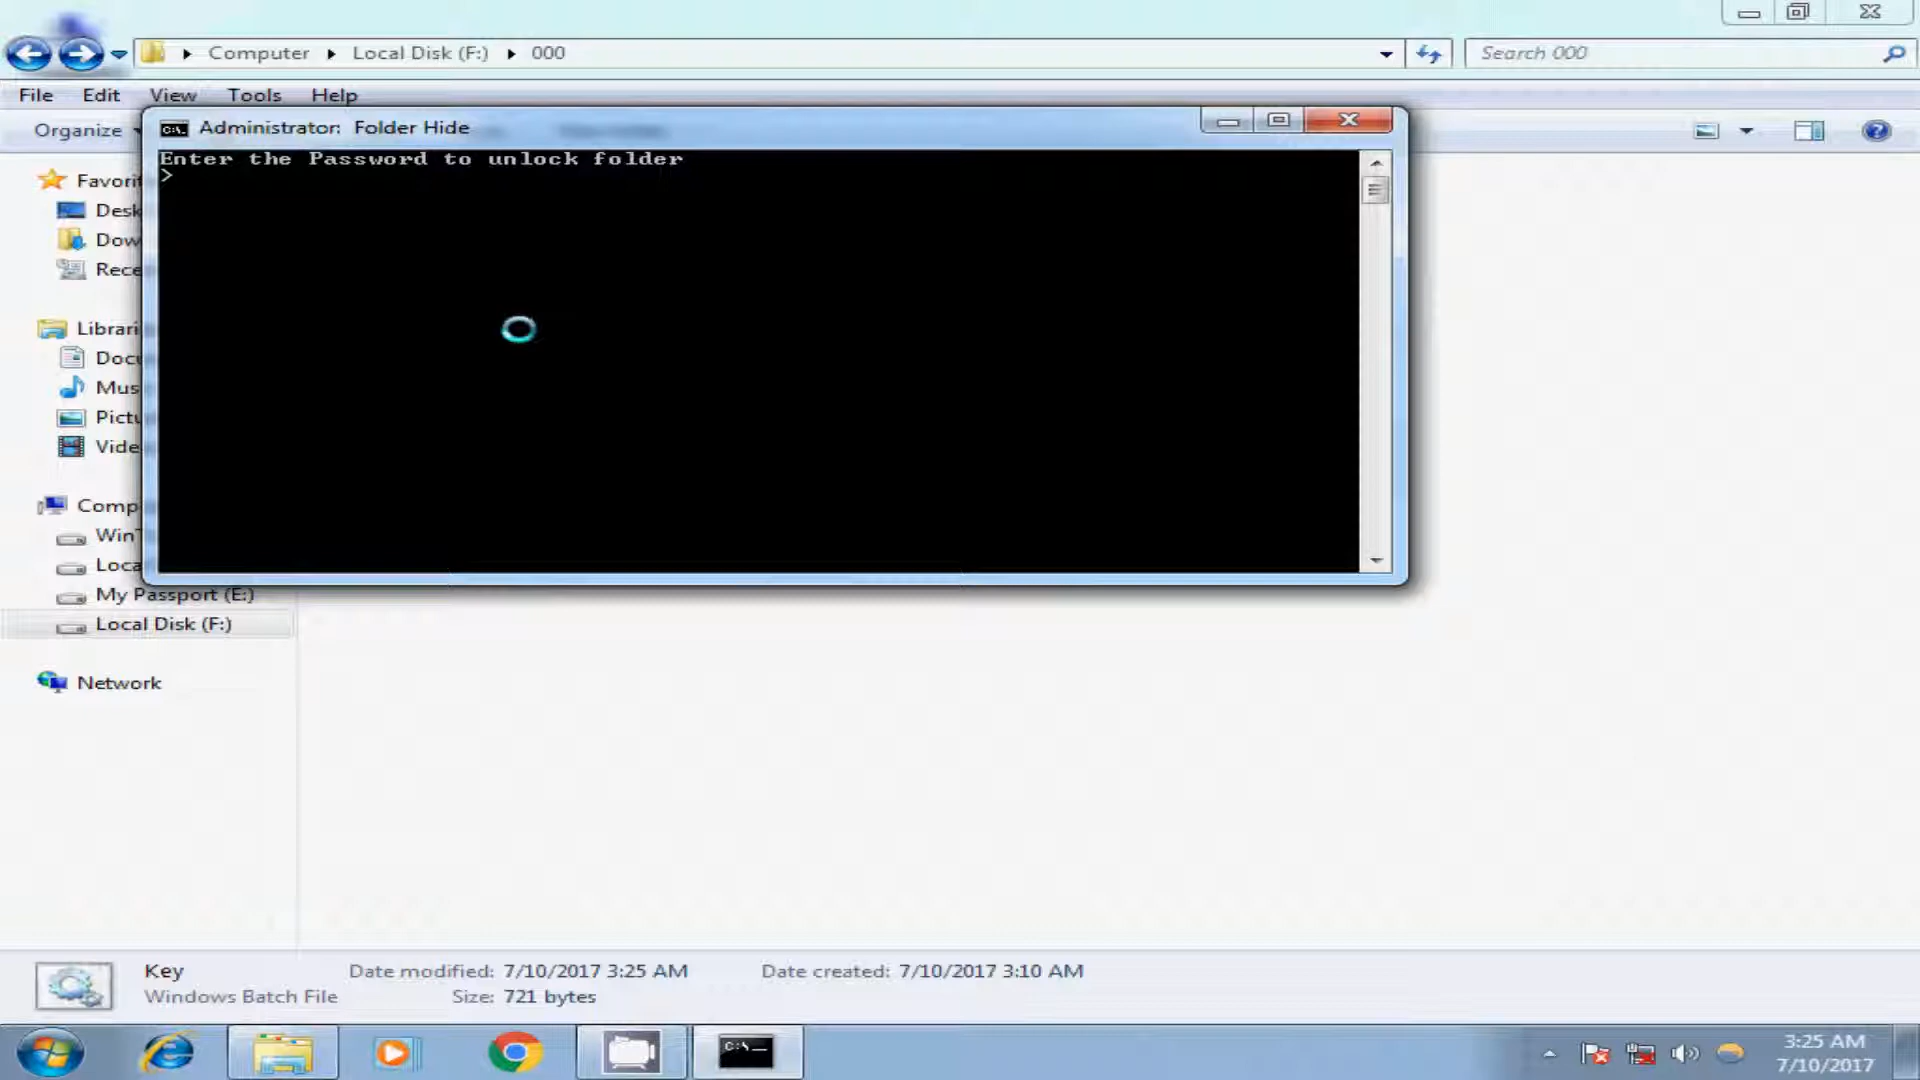 Computer Local Disk (F:) 000
Search 000
File Edit View Tools Help
Organize
Administrator: Folder Hide
Enter the Password to unlock folder
>
Favorit
Desk
Dow
Rece
Librari
Docu
Mus
Pictu
Vide
Comp
WinT
Loca
My Passport (E:)
Local Disk (F:)
Network
Key Date modified: 7/10/2017 3:25 AM Date created: 7/10/2017 3:10 AM
Windows Batch File Size: 721 bytes
C:\.
3:25 AM
7/10/2017